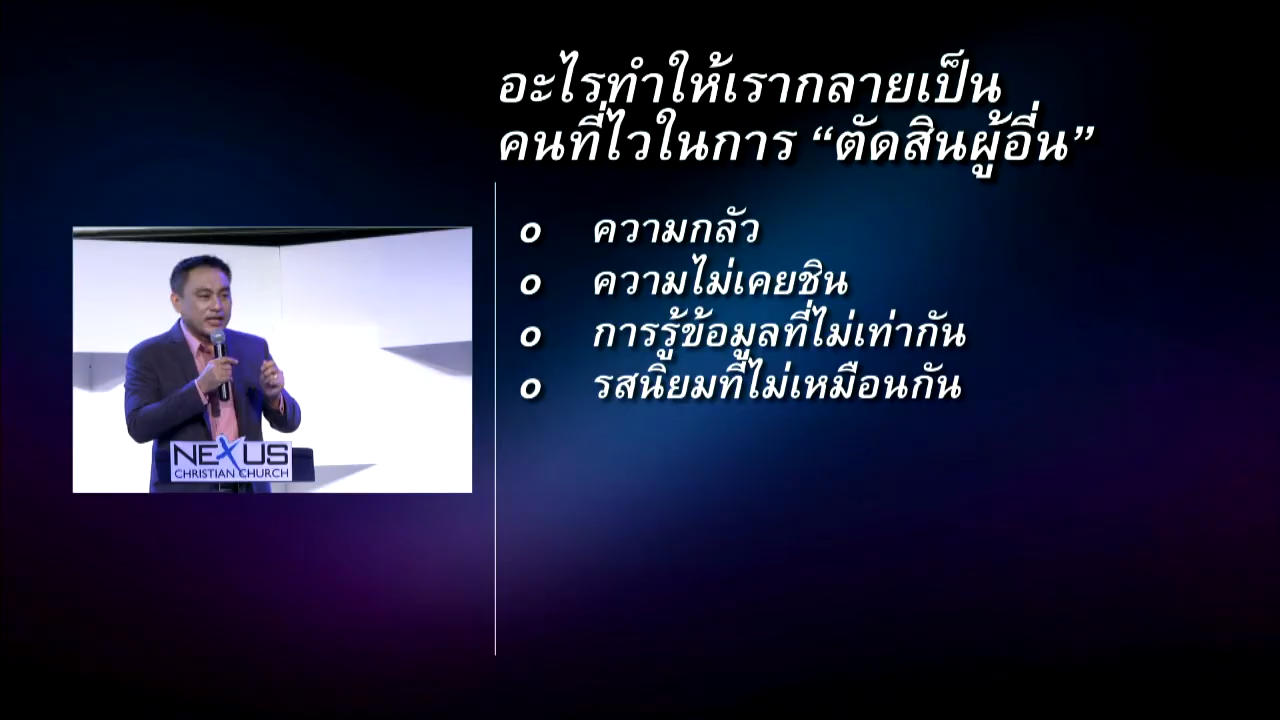 อะไรทำให้เรากลายเป็น
คนที่ไวในการ “ตัดสินผู้อื่น”
o ความกลัว
o ความไม่เคยชิน
o การรู้ข้อมูลที่ไม่เท่ากัน
o รสนิยมที่ไม่เหมือนกัน
NEXUS
CHRISTIAN CHURCH